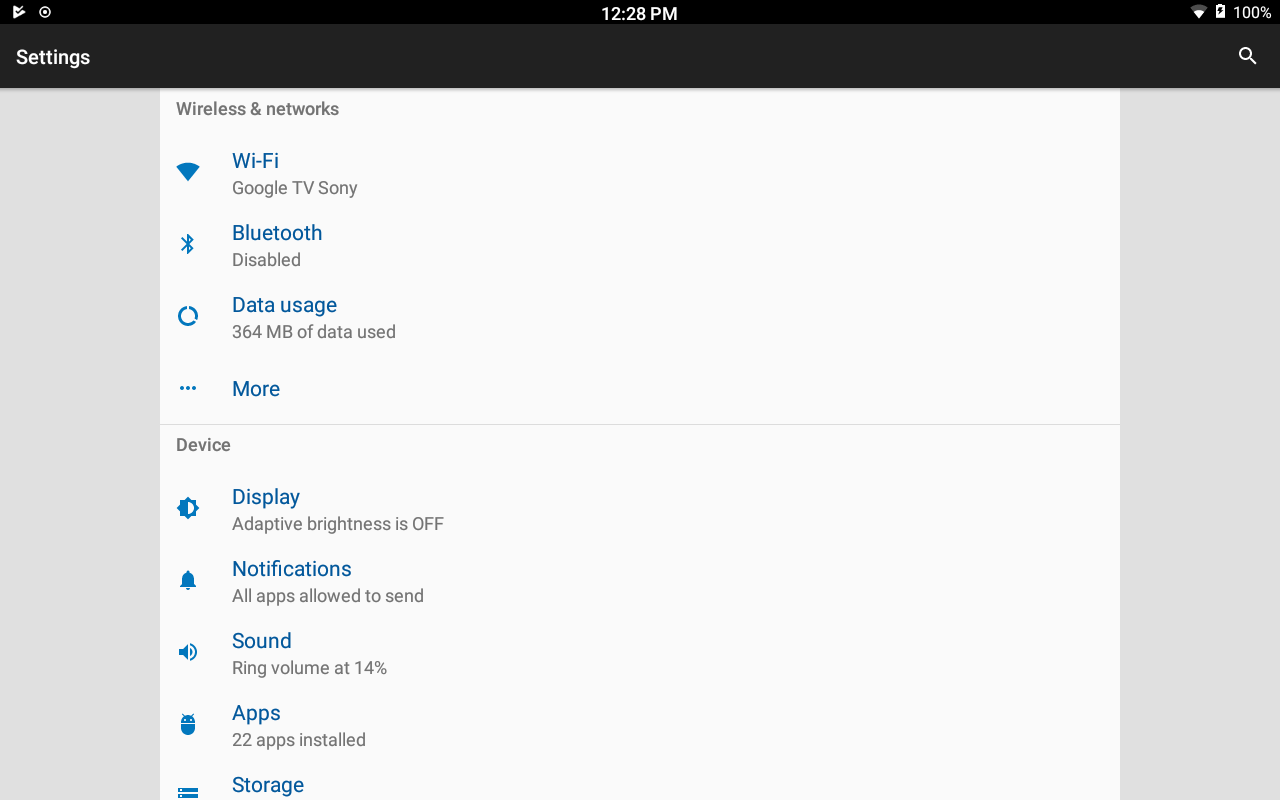 12:28 PM
100%
Settings
Wireless & networks
Wi-Fi
Google TV Sony
Bluetooth
Disabled
Data usage
364 MB of data used
More
Device
Display
Adaptive brightness is OFF
Notifications
All apps allowed to send
Sound
Ring volume at 14%
Apps
22 apps installed
Storage